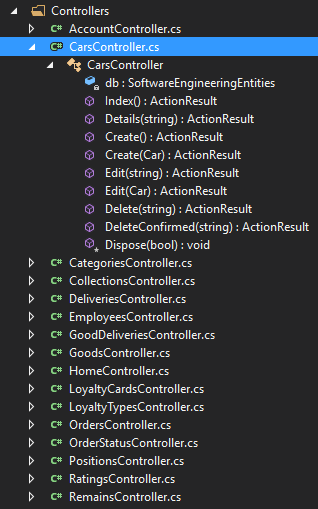 Controllers
C# AccountController.cs
C# CarsController.cs
CarsController
db : SoftwareEngineeringEntities
Index() : ActionResult
Details(string) : ActionResult
Create() : ActionResult
Create(Car) : ActionResult
Edit(string) : ActionResult
Edit(Car) : ActionResult
Delete(string) : ActionResult
DeleteConfirmed(string) : ActionResult
Dispose(bool) : void
C# CategoriesController.cs
C# CollectionsController.cs
C# DeliveriesController.cs
C# EmployeesController.cs
C# GoodDeliveriesController.cs
C# GoodsController.cs
C# HomeController.cs
C# LoyaltyCardsController.cs
C# LoyaltyTypesController.cs
C# OrdersController.cs
C# OrderStatusController.cs
C# PositionsController.cs
C# RatingsController.cs
C# RemainsController.cs